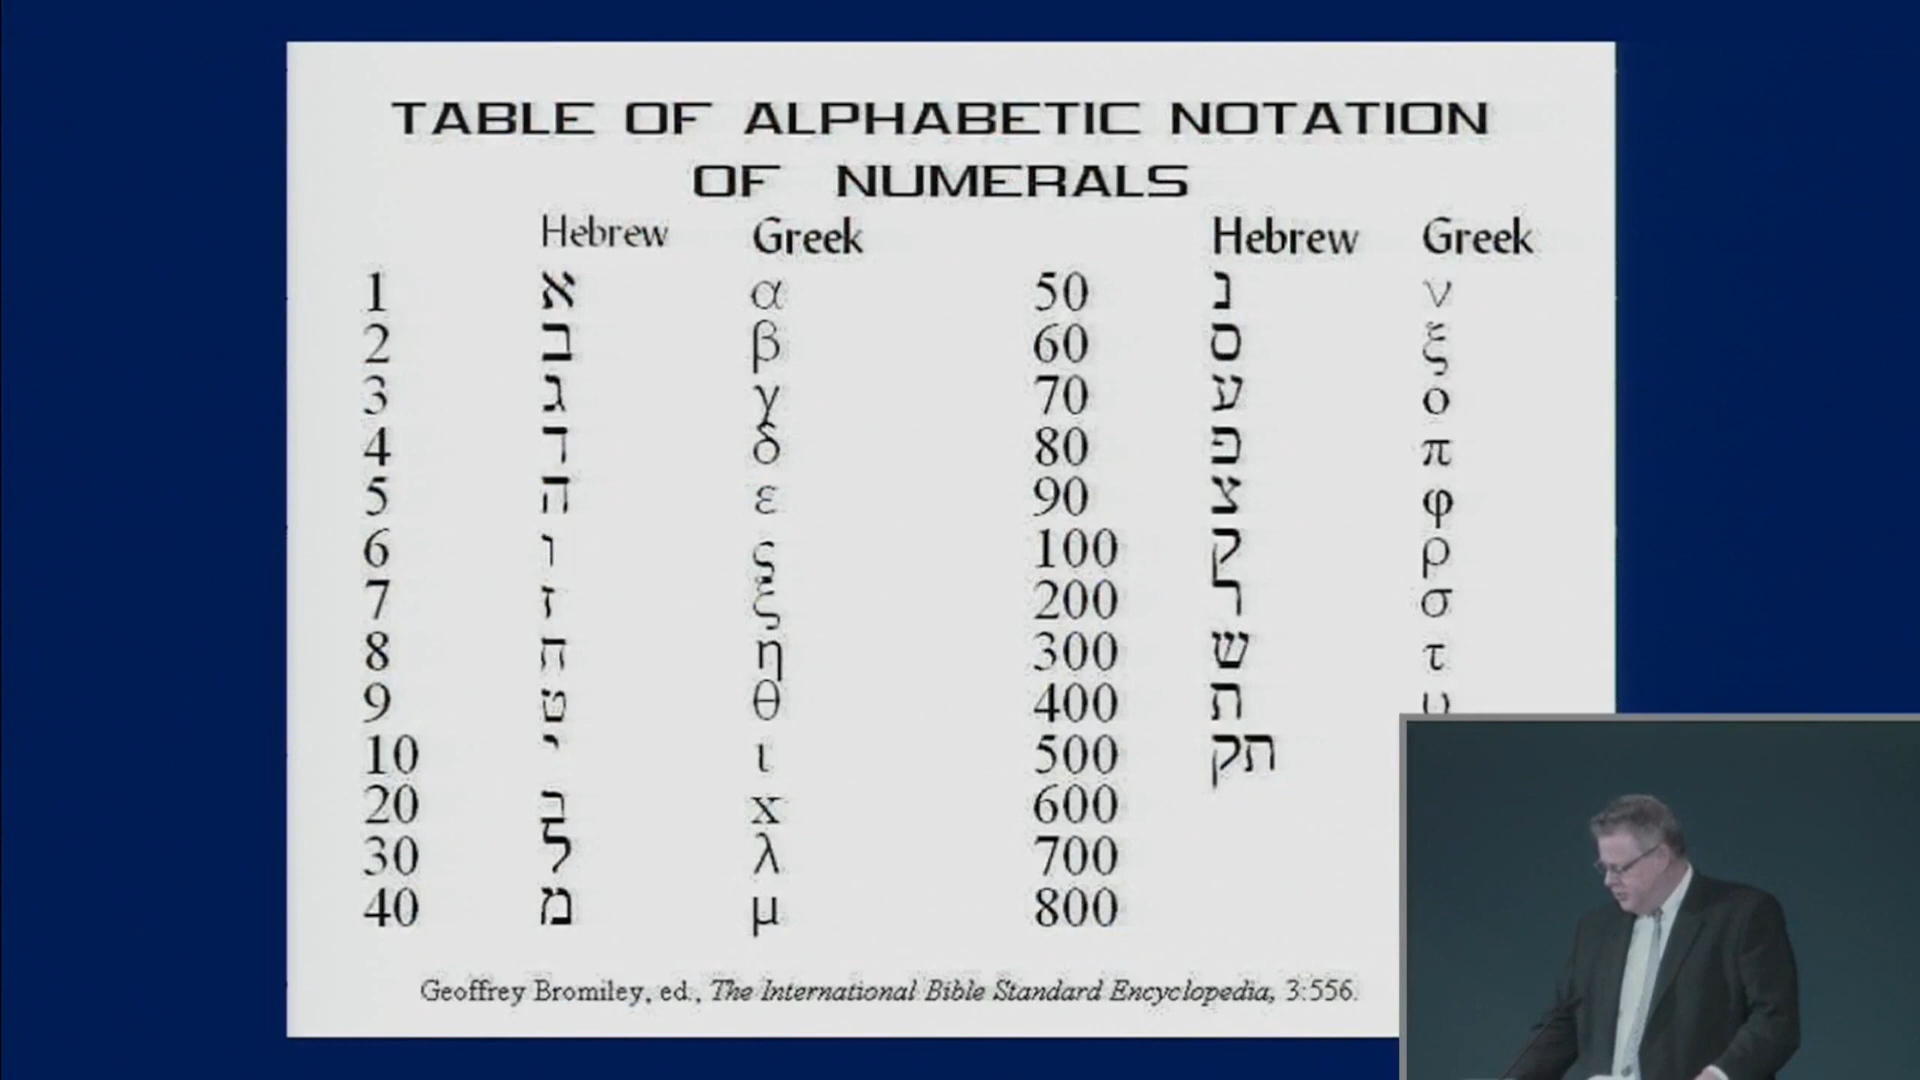 TABLE OF ALPHABETIC NOTATION
OF NUMERALS
Hebrew Greek Hebrew Greek
1 א α 50 נ ν
2 ב β 60 ס ξ
3 ג γ 70 ע ο
4 ד δ 80 פ π
5 ה ε 90 צ φ
6 ו ς 100 ק ρ
7 ז ξ 200 ר σ
8 ח η 300 ש τ
9 ט θ 400 ת υ
10 י ι 500 תק
20 כ x 600
30 ל λ 700
40 מ μ 800
Geoffrey Bromiley, ed., The International Bible Standard Encyclopedia, 3:556.